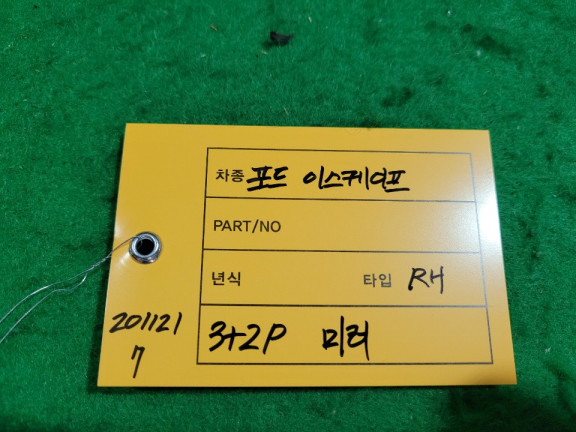 차종 포드 이스케이프
PART/NO
년식 타입 RH
3+2P 미러
201121
7